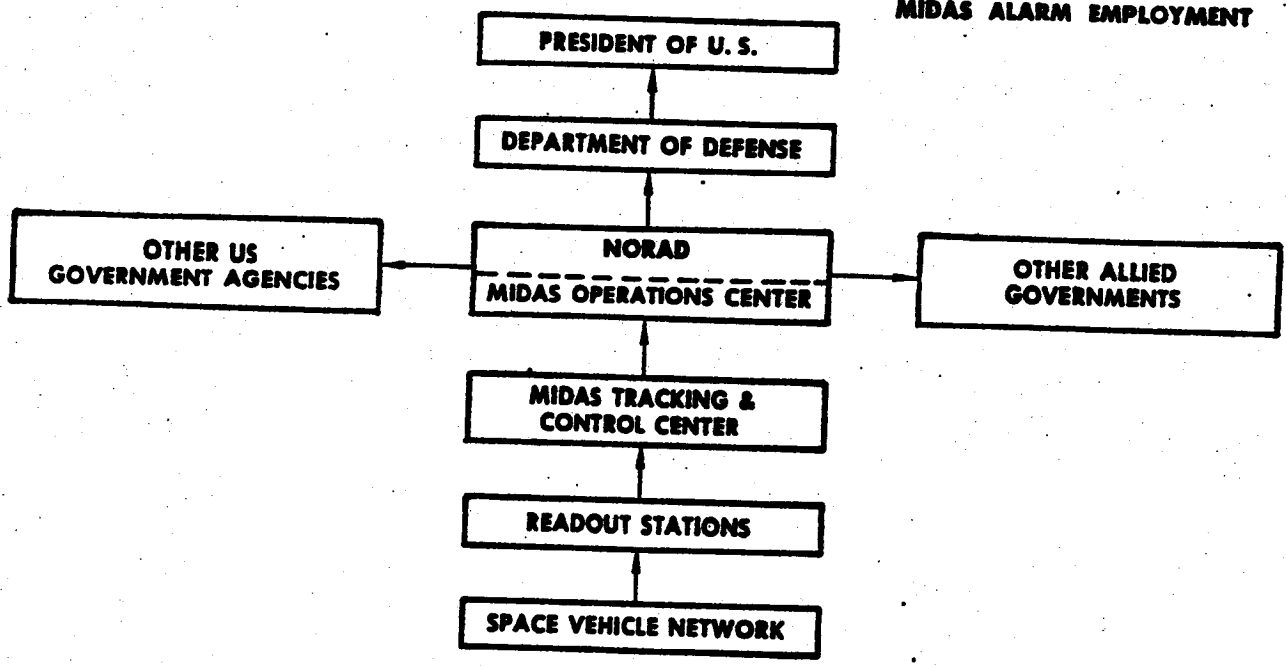 MIDAS ALARM EMPLOYMENT
PRESIDENT OF U. S.
DEPARTMENT OF DEFENSE
OTHER US
GOVERNMENT AGENCIES
NORAD
MIDAS OPERATIONS CENTER
OTHER ALLIED
GOVERNMENTS
MIDAS TRACKING &
CONTROL CENTER
READOUT STATIONS
SPACE VEHICLE NETWORK